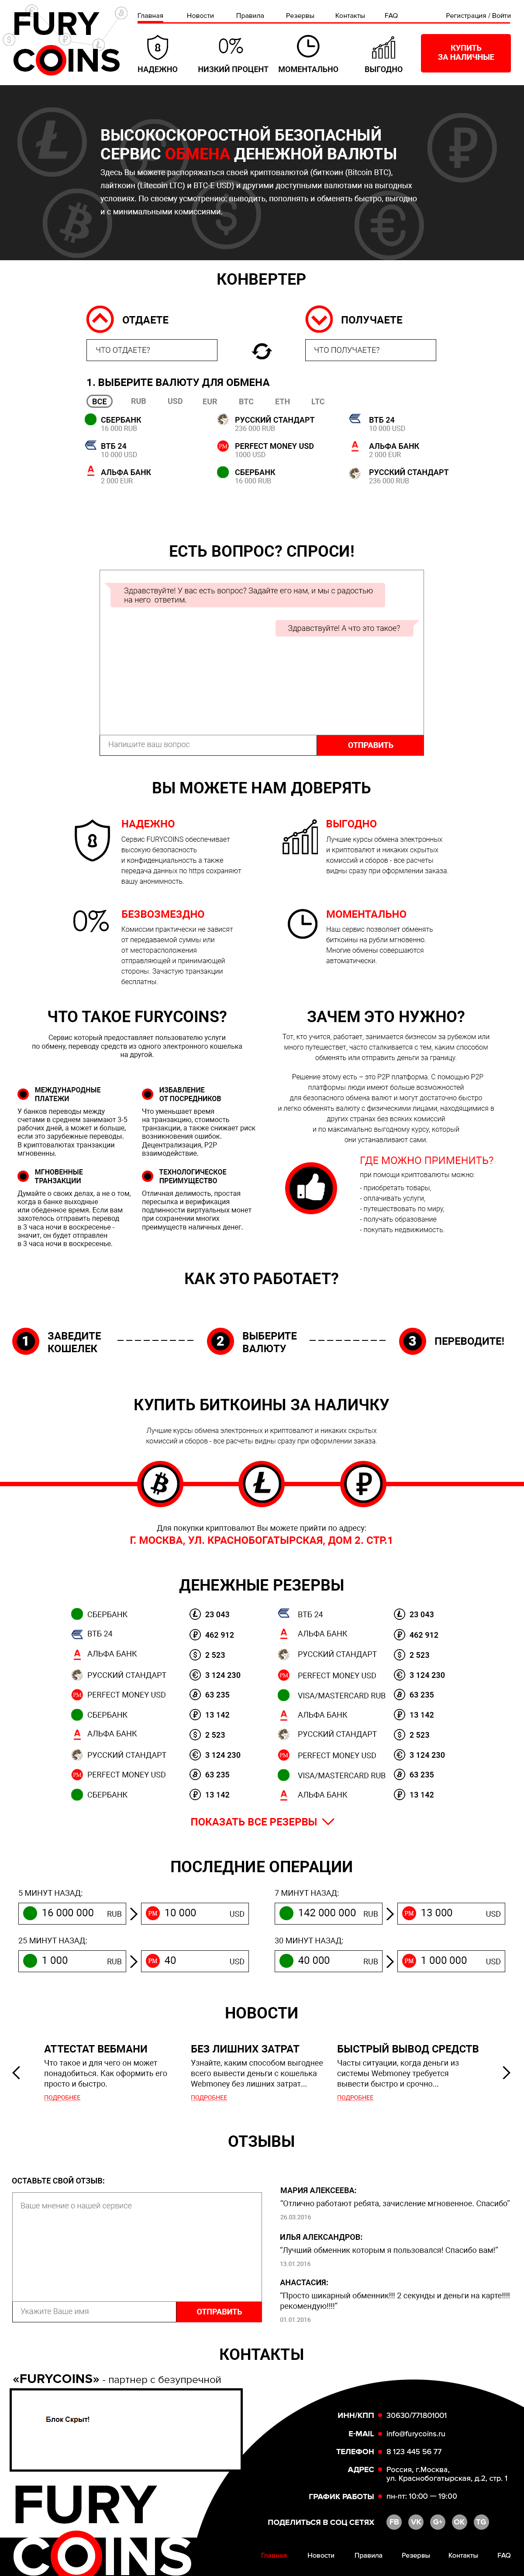 FURY
COINS
Главная Новости Правила Резервы Контакты FAQ Регистрация / Войти
НАДЕЖНО НИЗКИЙ ПРОЦЕНТ МОМЕНТАЛЬНО ВЫГОДНО
КУПИТЬ
ЗА НАЛИЧНЫЕ
ВЫСОКОСКОРОСТНОЙ БЕЗОПАСНЫЙ
СЕРВИС ОБМЕНА ДЕНЕЖНОЙ ВАЛЮТЫ
Здесь Вы можете распоряжаться своей криптовалютой (биткоин (Bitcoin BTC),
лайткоин (Litecoin LTC) и BTC-E USD) и другими доступными валютами на выгодных
условиях. По своему усмотрению: выводить, пополнять и обменять быстро, выгодно
и с минимальными комиссиями.
КОНВЕРТЕР
ОТДАЕТЕ ПОЛУЧАЕТЕ
ЧТО ОТДАЕТЕ? ЧТО ПОЛУЧАЕТЕ?
1. ВЫБЕРИТЕ ВАЛЮТУ ДЛЯ ОБМЕНА
ВСЕ RUB USD EUR BTC ETH LTC
СБЕРБАНК РУССКИЙ СТАНДАРТ ВТБ 24
16 000 RUB 236 000 RUB 10 000 USD
ВТБ 24 PERFECT MONEY USD АЛЬФА БАНК
10 000 USD 1000 USD 2 000 EUR
АЛЬФА БАНК СБЕРБАНК РУССКИЙ СТАНДАРТ
2 000 EUR 16 000 RUB 236 000 RUB
ЕСТЬ ВОПРОС? СПРОСИ!
Здравствуйте! У вас есть вопрос? Задайте его нам, и мы с радостью
на него ответим.
Здравствуйте! А что это такое?
Напишите ваш вопрос ОТПРАВИТЬ
ВЫ МОЖЕТЕ НАМ ДОВЕРЯТЬ
НАДЕЖНО
Сервис FURYCOINS обеспечивает
высокую безопасность
и конфиденциальность а также
передача данных по https сохраняют
вашу анонимность.
ВЫГОДНО
Лучшие курсы обмена электронных
и криптовалют и никаких скрытых
комиссий и сборов - все расчеты
видны сразу при оформлении заказа.
БЕЗВОЗМЕЗДНО
Комиссии практически не зависят
от передаваемой суммы или
от месторасположения
отправляющей и принимающей
стороны. Зачастую транзакции
бесплатны.
МОМЕНТАЛЬНО
Наш сервис позволяет обменять
биткоины на рубли мгновенно.
Многие обмены совершаются
автоматически.
ЧТО ТАКОЕ FURYCOINS?
Сервис который предоставляет пользователю услуги
по обмену, переводу средств из одного электронного кошелька
на другой.
МЕЖДУНАРОДНЫЕ
ПЛАТЕЖИ
У банков переводы между
счетами в среднем занимают 3-5
рабочих дней, а может и больше,
если это зарубежные переводы.
В криптовалютах транзакции
мгновенны.
ИЗБАВЛЕНИЕ
ОТ ПОСРЕДНИКОВ
Что уменьшает время
на транзакцию, стоимость
транзакции, а также снижает риск
возникновения ошибок.
Децентрализация, P2P
взаимодействие.
МГНОВЕННЫЕ
ТРАНЗАКЦИИ
Думайте о своих делах, а не о том,
когда в банке выходные
или обеденное время. Если вам
захотелось отправить перевод
в 3 часа ночи в воскресенье -
значит, он будет отправлен
в 3 часа ночи в воскресенье.
ТЕХНОЛОГИЧЕСКОЕ
ПРЕИМУЩЕСТВО
Отличная делимость, простая
пересылка и верификация
подлинности виртуальных монет
при сохранении многих
преимуществ наличных денег.
ЗАЧЕМ ЭТО НУЖНО?
Тот, кто учится, работает, занимается бизнесом за рубежом или
много путешествует, часто сталкивается с тем, каким способом
обменять или отправить деньги за границу.
Решение этому есть – это P2P платформа. С помощью P2P
платформы люди имеют больше возможностей
для безопасного обмена валют и могут достаточно быстро
и легко обменять валюту с физическими лицами, находящимися в
других странах без всяких комиссий
и по максимально выгодному курсу, который
они устанавливают сами.
ГДЕ МОЖНО ПРИМЕНИТЬ?
при помощи криптовалюты можно:
- приобретать товары,
- оплачивать услуги,
- путешествовать по миру,
- получать образование
- покупать недвижимость.
КАК ЭТО РАБОТАЕТ?
1 ЗАВЕДИТЕ
КОШЕЛЕК
2 ВЫБЕРИТЕ
ВАЛЮТУ
3 ПЕРЕВОДИТЕ!
КУПИТЬ БИТКОИНЫ ЗА НАЛИЧКУ
Лучшие курсы обмена электронных и криптовалют и никаких скрытых
комиссий и сборов - все расчеты видны сразу при оформлении заказа.
Для покупки криптовалют Вы можете прийти по адресу:
Г. МОСКВА, УЛ. КРАСНОБОГАТЫРСКАЯ, ДОМ 2. СТР.1
ДЕНЕЖНЫЕ РЕЗЕРВЫ
СБЕРБАНК 23 043 ВТБ 24 23 043
ВТБ 24 462 912 АЛЬФА БАНК 462 912
АЛЬФА БАНК 2 523 РУССКИЙ СТАНДАРТ 2 523
РУССКИЙ СТАНДАРТ 3 124 230 PERFECT MONEY USD 3 124 230
PERFECT MONEY USD 63 235 VISA/MASTERCARD RUB 63 235
СБЕРБАНК 13 142 АЛЬФА БАНК 13 142
АЛЬФА БАНК 2 523 РУССКИЙ СТАНДАРТ 2 523
РУССКИЙ СТАНДАРТ 3 124 230 PERFECT MONEY USD 3 124 230
PERFECT MONEY USD 63 235 VISA/MASTERCARD RUB 63 235
СБЕРБАНК 13 142 АЛЬФА БАНК 13 142
ПОКАЗАТЬ ВСЕ РЕЗЕРВЫ
ПОСЛЕДНИЕ ОПЕРАЦИИ
5 МИНУТ НАЗАД: 7 МИНУТ НАЗАД:
16 000 000 RUB PM 10 000 USD 142 000 000 RUB PM 13 000 USD
25 МИНУТ НАЗАД: 30 МИНУТ НАЗАД:
1 000 RUB PM 40 USD 40 000 RUB PM 1 000 000 USD
НОВОСТИ
АТТЕСТАТ ВЕБМАНИ
Что такое и для чего он может
понадобиться. Как оформить его
просто и быстро.
ПОДРОБНЕЕ
БЕЗ ЛИШНИХ ЗАТРАТ
Узнайте, каким способом выгоднее
всего вывести деньги с кошелька
Webmoney без лишних затрат...
ПОДРОБНЕЕ
БЫСТРЫЙ ВЫВОД СРЕДСТВ
Часты ситуации, когда деньги из
системы Webmoney требуется
вывести быстро и срочно...
ПОДРОБНЕЕ
ОТЗЫВЫ
ОСТАВЬТЕ СВОЙ ОТЗЫВ:
Ваше мнение о нашей сервисе
Укажите Ваше имя ОТПРАВИТЬ
МАРИЯ АЛЕКСЕЕВА:
“Отлично работают ребята, зачисление мгновенное. Спасибо”
26.03.2016
ИЛЬЯ АЛЕКСАНДРОВ:
“Лучший обменник которым я пользовался! Спасибо вам!”
13.01.2016
АНАСТАСИЯ:
“Просто шикарный обменник!!! 2 секунды и деньги на карте!!!!
рекомендую!!!!”
01.01.2016
КОНТАКТЫ
«FURYCOINS» - партнер с безупречной
Блок Скрыт!
ИНН/КПП 30630/771801001
E-MAIL info@furycoins.ru
ТЕЛЕФОН 8 123 445 56 77
АДРЕС Россия, г.Москва,
ул. Краснобогатырская, д.2, стр. 1
ГРАФИК РАБОТЫ пн-пт: 10:00 — 19:00
ПОДЕЛИТЬСЯ В СОЦ СЕТЯХ FB VK G+ OK TG
FURY
COINS
Главная Новости Правила Резервы Контакты FAQ